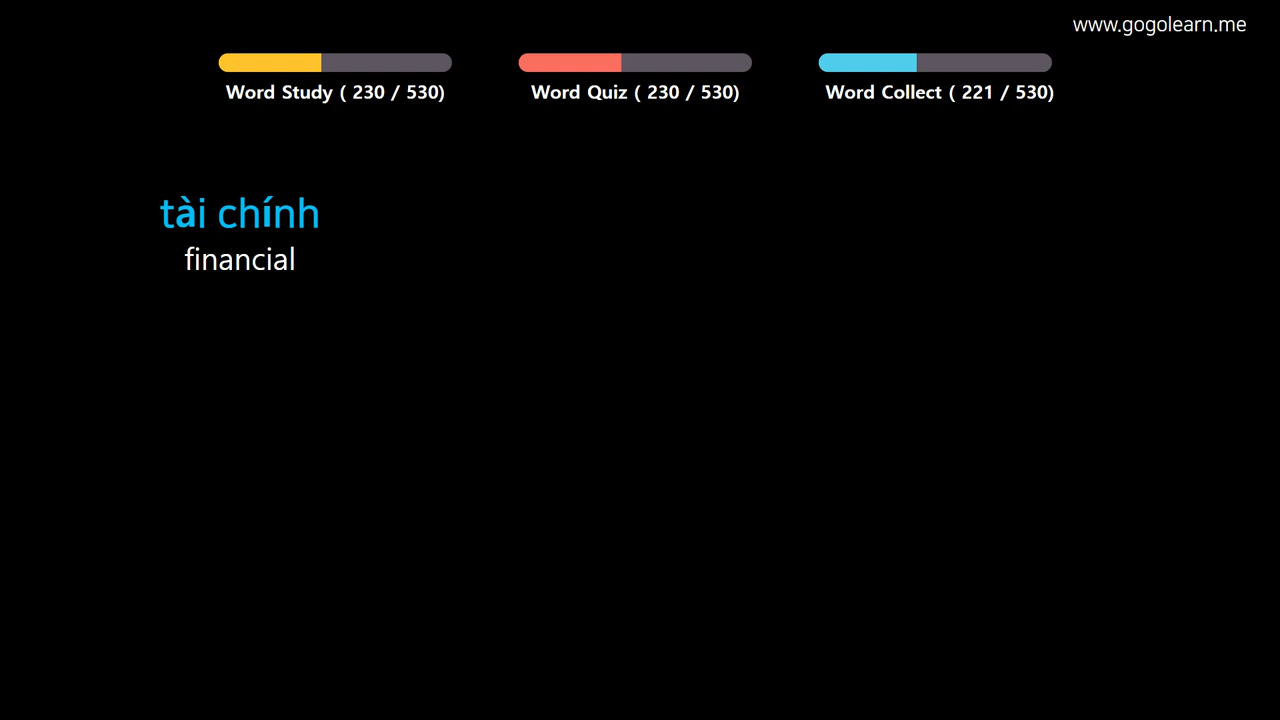 www.gogolearn.me
Word Study ( 230 / 530)
Word Quiz ( 230 / 530)
Word Collect ( 221 / 530)
tài chính
financial